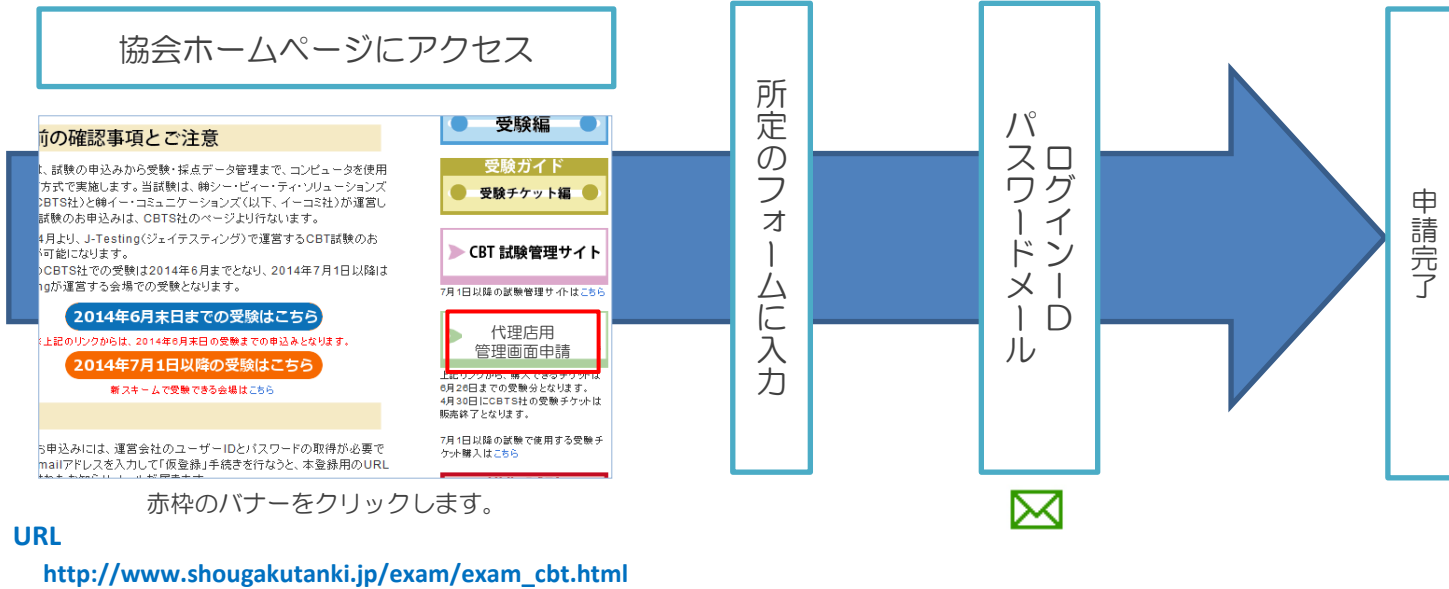 協会ホームページにアクセス
前の確認事項とご注意
、試験の申込みから受験・採点データ管理まで、コンピュータを使用
方式で実施します。当試験は、㈱シー・ビィー・ティ・ソリューションズ
CBTS社)と㈱イー・コミュニケーションズ(以下、イーコミ社)が運営し
試験のお申込みは、CBTS社のページより行ないます。
4月より、J-Testing(ジェイテスティング)で運営するCBT試験のお
可能になります。
CBTS社での受験は2014年6月までとなり、2014年7月1日以降は
ngが運営する会場での受験となります。
2014年6月末日までの受験はこちら
上記のリンクからは、2014年6月末日の受験までの申込みとなります。
2014年7月1日以降の受験はこちら
新スキームで受験できる会場はこちら
お申込みには、運営会社のユーザーIDとパスワードの取得が必要で
mailアドレスを入力して「仮登録」手続きを行なうと、本登録用のURL
受験編
受験ガイド
受験チケット編
CBT 試験管理サイト
7月1日以降の試験管理サイトはこちら
代理店用
管理画面申請
上記リンクから、購入できるチケットは
6月26日までの受験分となります。
4月30日にCBTS社の受験チケットは
販売終了となります。
7月1日以降の試験で使用する受験チ
ケット購入はこちら
赤枠のバナーをクリックします。
URL
http://www.shougakutanki.jp/exam/exam_cbt.html
所定のフォームに入力
ログインID
パスワードメール
申請完了